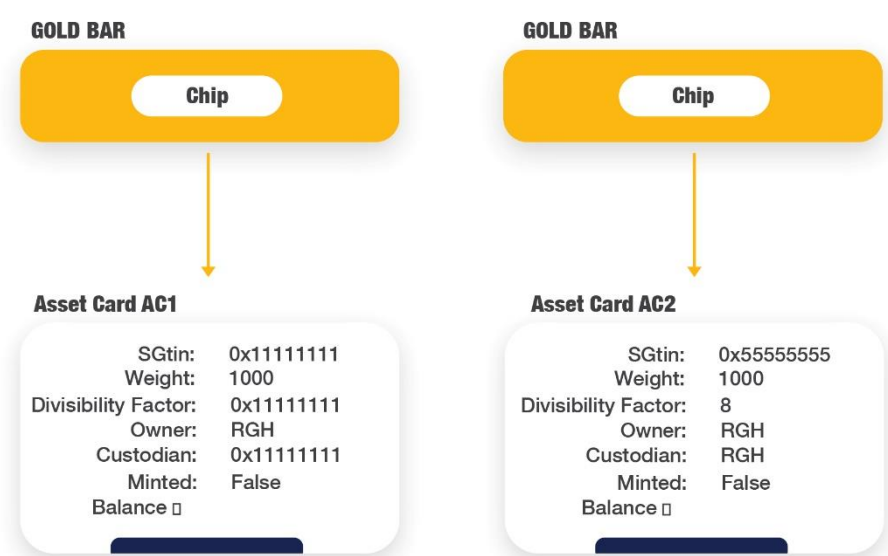 GOLD BAR
Chip
Asset Card AC1
SGtin: 0x11111111
Weight: 1000
Divisibility Factor: 0x11111111
Owner: RGH
Custodian: 0x11111111
Minted: False
Balance ▯
GOLD BAR
Chip
Asset Card AC2
SGtin: 0x55555555
Weight: 1000
Divisibility Factor: 8
Owner: RGH
Custodian: RGH
Minted: False
Balance ▯